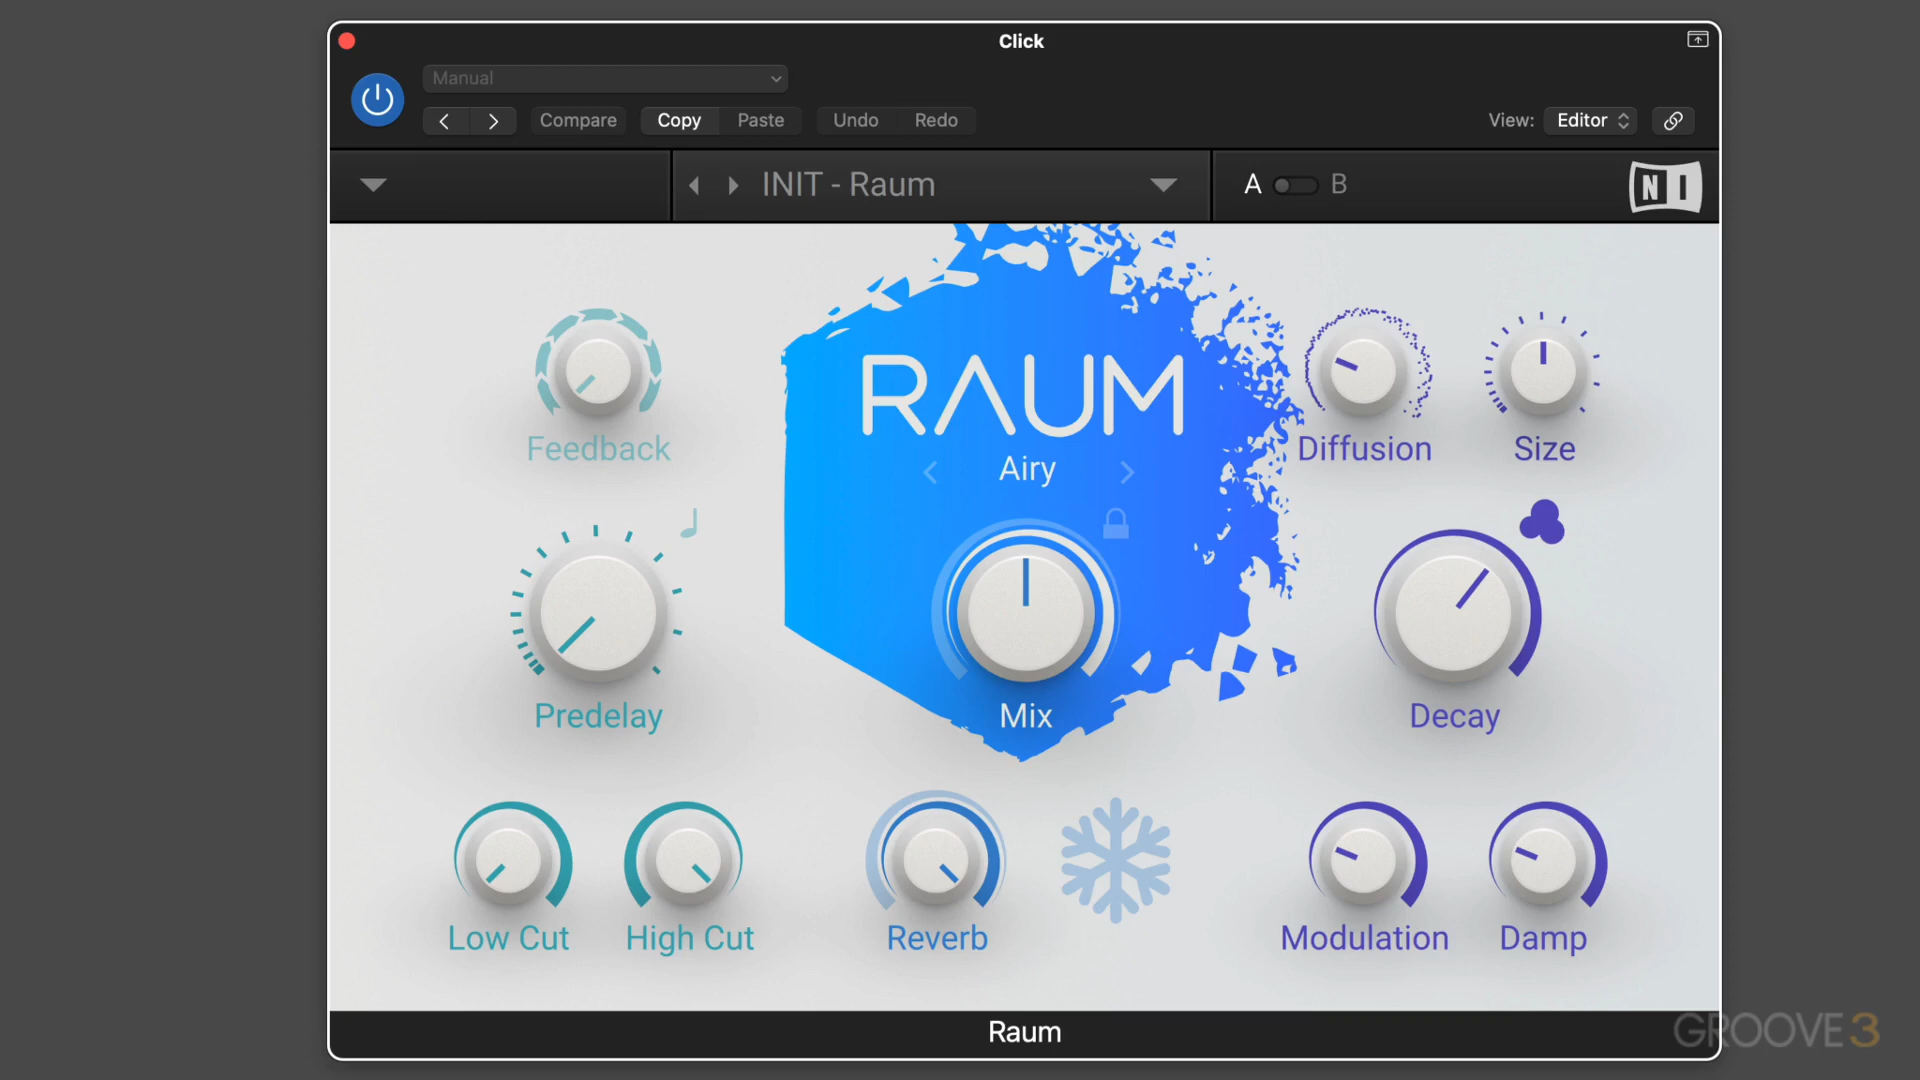 Click
Manual
Compare Copy Paste Undo Redo View: Editor
INIT - Raum A B NI
RAUM
Airy
Feedback Diffusion Size
Predelay Mix Decay
Low Cut High Cut Reverb Modulation Damp
Raum
GROOVE3